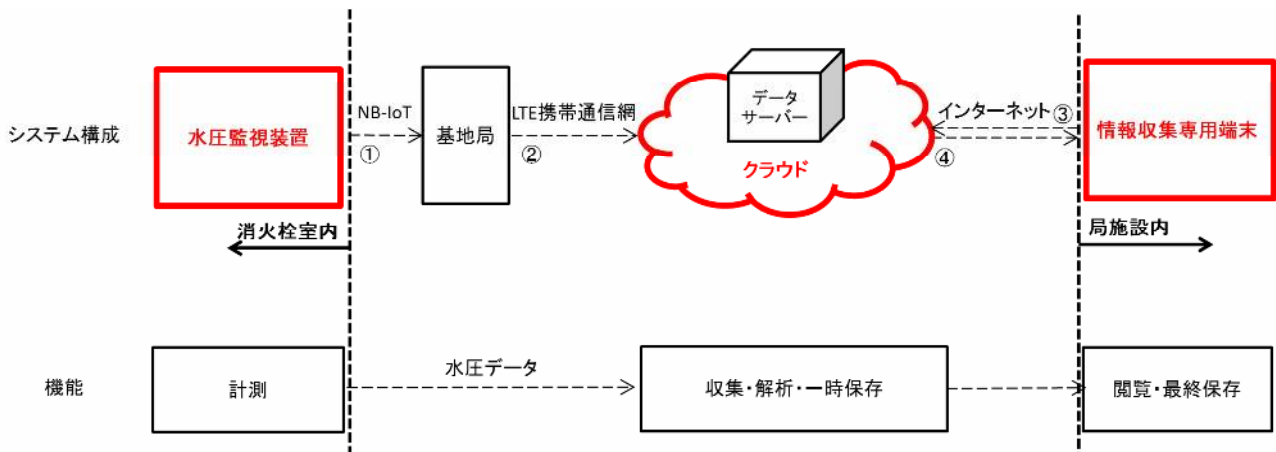 システム構成
水圧監視装置
NB-IoT
①
基地局
LTE携帯通信網
②
データ
サーバー
クラウド
インターネット③
④
情報収集専用端末
消火栓室内
局施設内
機能
計測
水圧データ
収集・解析・一時保存
閲覧・最終保存